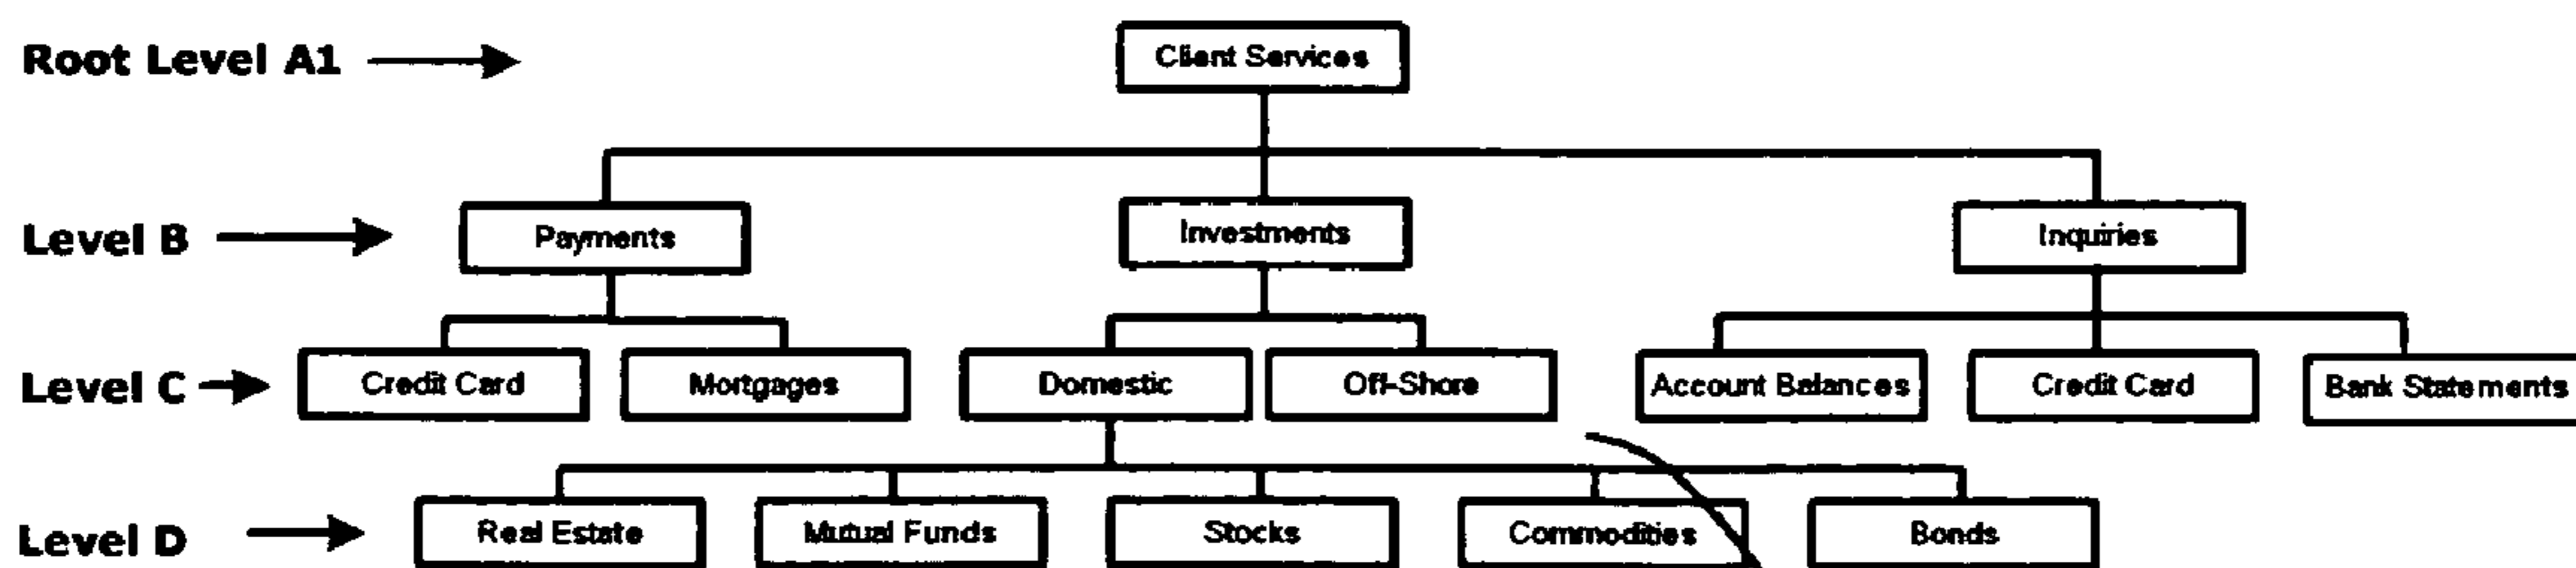 Root Level A1
Client Services
Level B
Payments
Investments
Inquiries
Level C
Credit Card
Mortgages
Domestic
Off-Shore
Account Balances
Credit Card
Bank Statements
Level D
Real Estate
Mutual Funds
Stocks
Commodities
Bonds